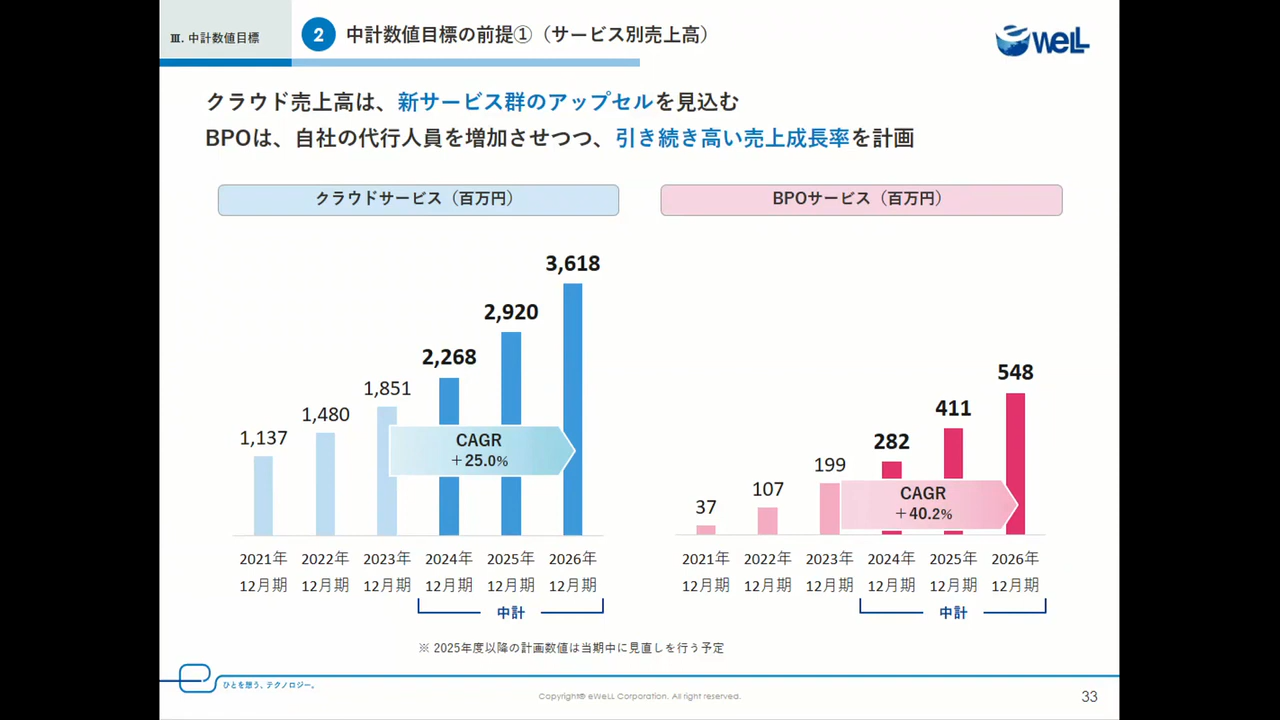 Ⅲ. 中計数値目標
2 中計数値目標の前提①（サービス別売上高）
eWeLL
クラウド売上高は、新サービス群のアップセルを見込む
BPOは、自社の代行人員を増加させつつ、引き続き高い売上成長率を計画
クラウドサービス（百万円）
1,137
1,480
1,851
2,268
2,920
3,618
CAGR
＋25.0%
2021年 2022年 2023年 2024年 2025年 2026年
12月期 12月期 12月期 12月期 12月期 12月期
中計
BPOサービス（百万円）
37
107
199
282
411
548
CAGR
＋40.2%
2021年 2022年 2023年 2024年 2025年 2026年
12月期 12月期 12月期 12月期 12月期 12月期
中計
※ 2025年度以降の計画数値は当期中に見直しを行う予定
ひとを想う、テクノロジー。
Copyright© eWeLL Corporation. All right reserved.
33